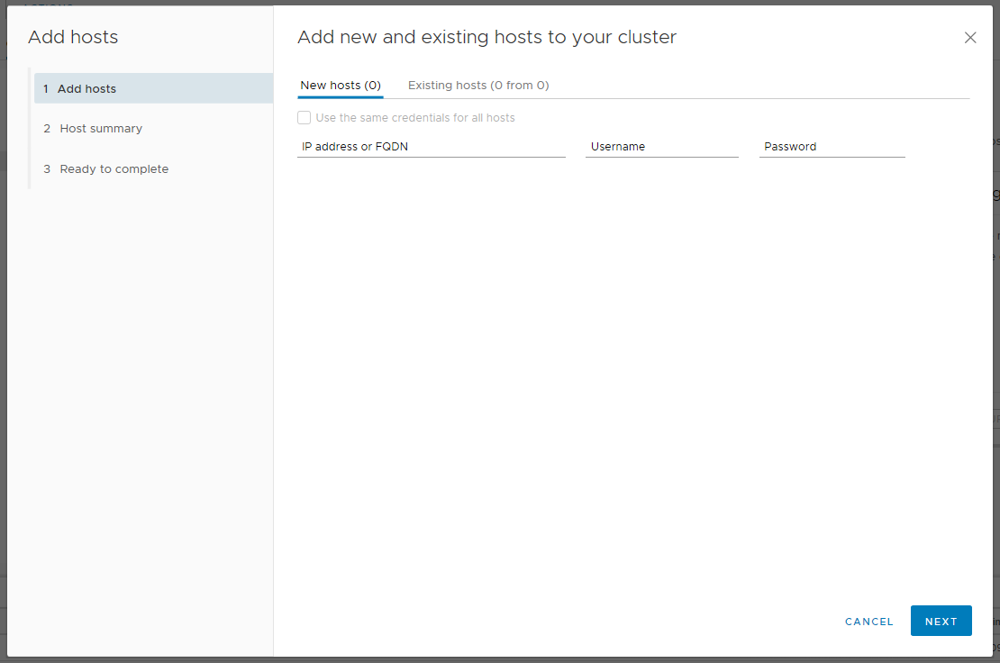 Add hosts
1 Add hosts
2 Host summary
3 Ready to complete
Add new and existing hosts to your cluster
New hosts (0) Existing hosts (0 from 0)
Use the same credentials for all hosts
IP address or FQDN Username Password
CANCEL NEXT